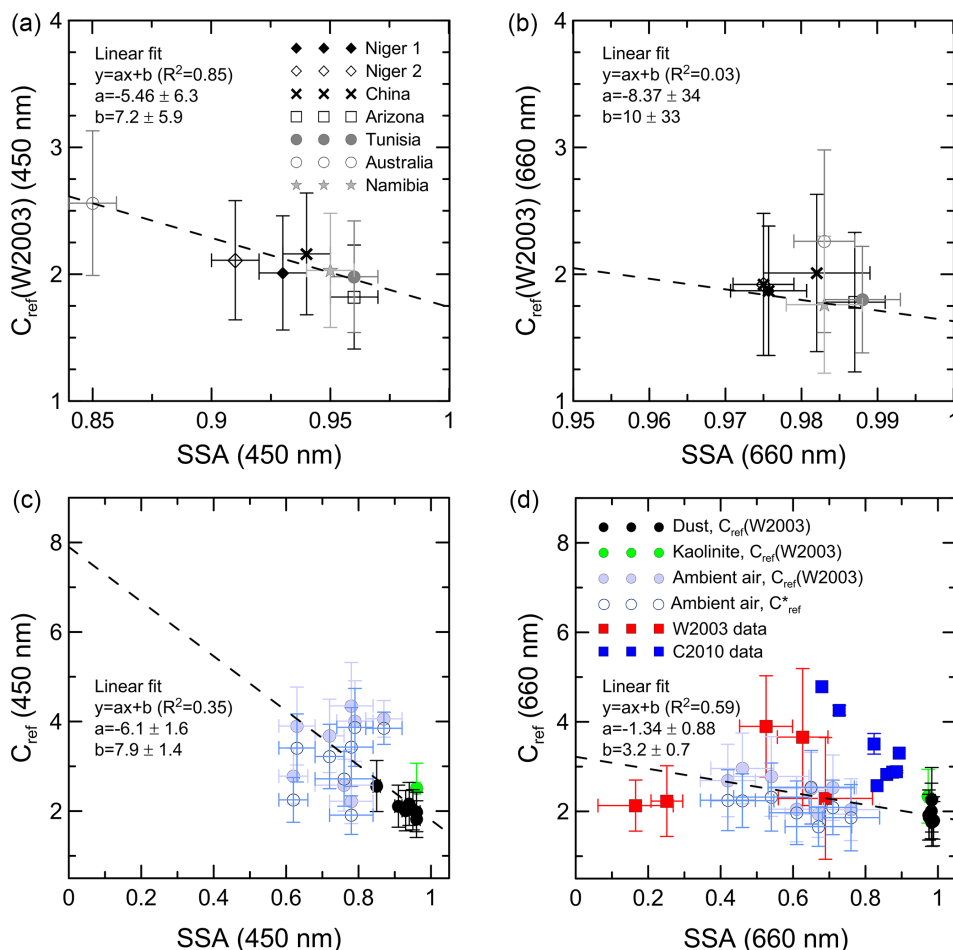 (a)
4
3
2
1
C_ref(W2003) (450 nm)
Linear fit
y=ax+b (R²=0.85)
a=-5.46 ± 6.3
b=7.2 ± 5.9
Niger 1
Niger 2
China
Arizona
Tunisia
Australia
Namibia
0.85 0.9 0.95 1
SSA (450 nm)
(b)
4
3
2
1
C_ref(W2003) (660 nm)
Linear fit
y=ax+b (R²=0.03)
a=-8.37 ± 34
b=10 ± 33
0.95 0.96 0.97 0.98 0.99
SSA (660 nm)
(c)
8
6
4
2
C_ref (450 nm)
Linear fit
y=ax+b (R²=0.35)
a=-6.1 ± 1.6
b=7.9 ± 1.4
0 0.2 0.4 0.6 0.8 1
SSA (450 nm)
(d)
8
6
4
2
C_ref (660 nm)
Dust, C_ref(W2003)
Kaolinite, C_ref(W2003)
Ambient air, C_ref(W2003)
Ambient air, C*_ref
W2003 data
C2010 data
Linear fit
y=ax+b (R²=0.59)
a=-1.34 ± 0.88
b=3.2 ± 0.7
0 0.2 0.4 0.6 0.8 1
SSA (660 nm)